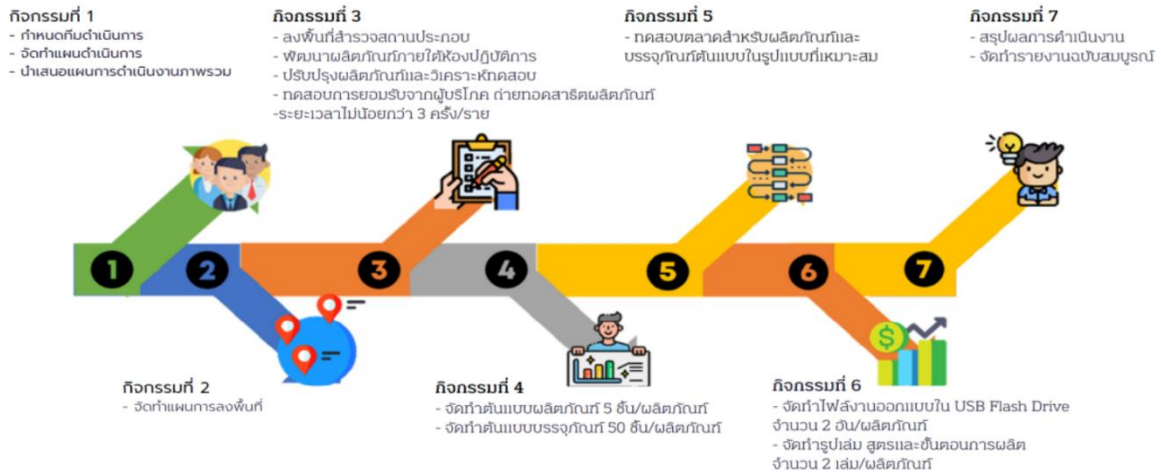 กิจกรรมที่ 1
- กำหนดทีมดำเนินการ
- จัดทำแผนดำเนินการ
- นำเสนอแผนการดำเนินงานภาพรวม
กิจกรรมที่ 3
- ลงพื้นที่สำรวจสถานประกอบ
- พัฒนาผลิตภัณฑ์ภายใต้ห้องปฏิบัติการ
- ปรับปรุงผลิตภัณฑ์และวิเคราะห์ทดสอบ
- ทดสอบการยอมรับจากผู้บริโภค ถ่ายทอดสาธิตผลิตภัณฑ์
-ระยะเวลาไม่น้อยกว่า 3 ครั้ง/ราย
กิจกรรมที่ 5
- ทดสอบตลาดสำหรับผลิตภัณฑ์และ
บรรจุภัณฑ์ต้นแบบในรูปแบบที่เหมาะสม
กิจกรรมที่ 7
- สรุปผลการดำเนินงาน
- จัดทำรายงานฉบับสมบูรณ์
1
2
3
4
5
6
7
กิจกรรมที่ 2
- จัดทำแผนการลงพื้นที่
กิจกรรมที่ 4
- จัดทำต้นแบบผลิตภัณฑ์ 5 ชิ้น/ผลิตภัณฑ์
- จัดทำต้นแบบบรรจุภัณฑ์ 50 ชิ้น/ผลิตภัณฑ์
กิจกรรมที่ 6
- จัดทำไฟล์งานออกแบบใน USB Flash Drive
จำนวน 2 อัน/ผลิตภัณฑ์
- จัดทำรูปเล่ม สูตรและขั้นตอนการผลิต
จำนวน 2 เล่ม/ผลิตภัณฑ์